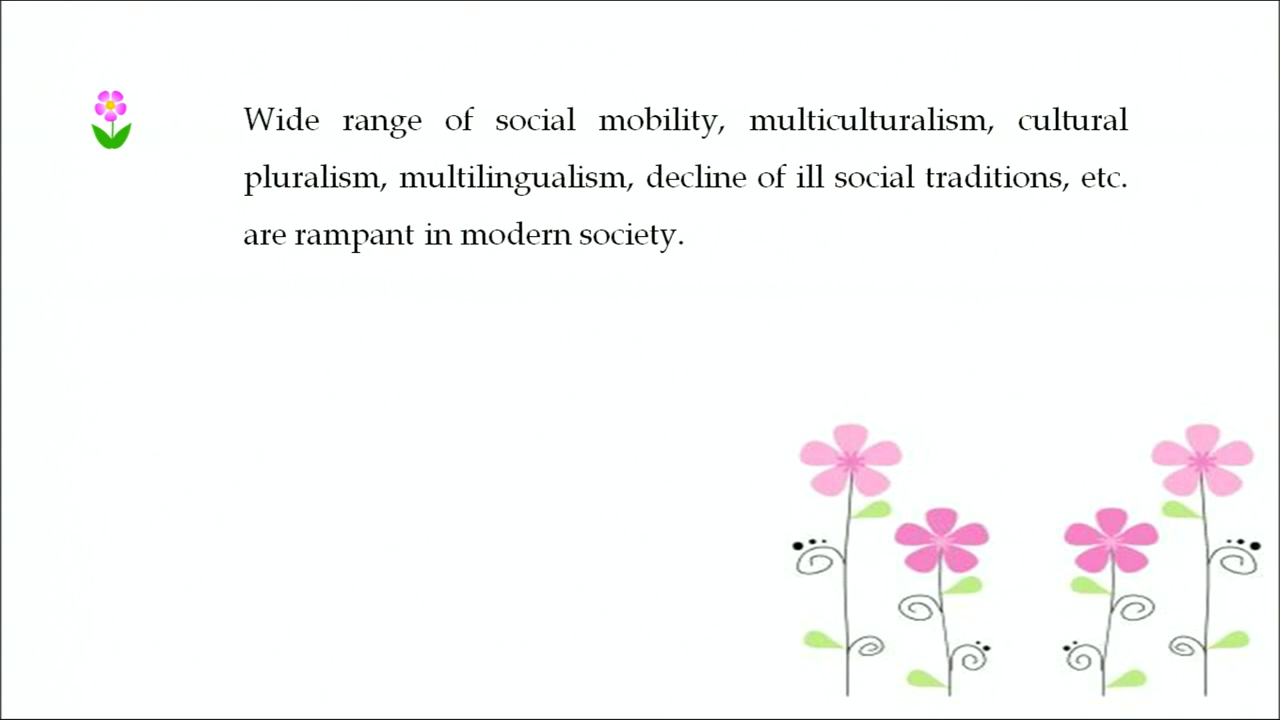 Wide range of social mobility, multiculturalism, cultural
pluralism, multilingualism, decline of ill social traditions, etc.
are rampant in modern society.